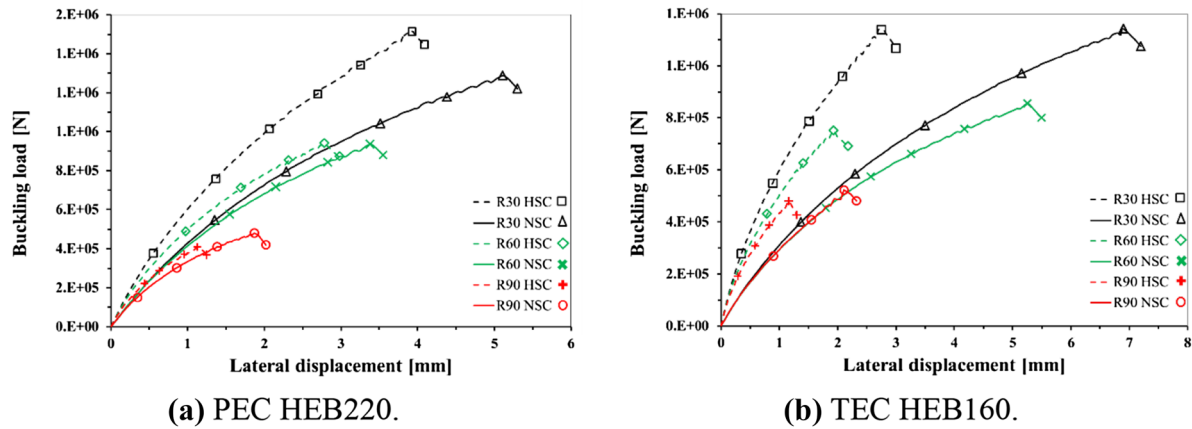 Buckling load [N]
2.E+06
1.E+06
1.E+06
1.E+06
1.E+06
8.E+05
6.E+05
4.E+05
2.E+05
0.E+00
0 1 2 3 4 5 6
Lateral displacement [mm]
R30 HSC
R30 NSC
R60 HSC
R60 NSC
R90 HSC
R90 NSC
(a) PEC HEB220.
Buckling load [N]
1.E+06
1.E+06
8.E+05
6.E+05
4.E+05
2.E+05
0.E+00
0 1 2 3 4 5 6 7 8
Lateral displacement [mm]
R30 HSC
R30 NSC
R60 HSC
R60 NSC
R90 HSC
R90 NSC
(b) TEC HEB160.